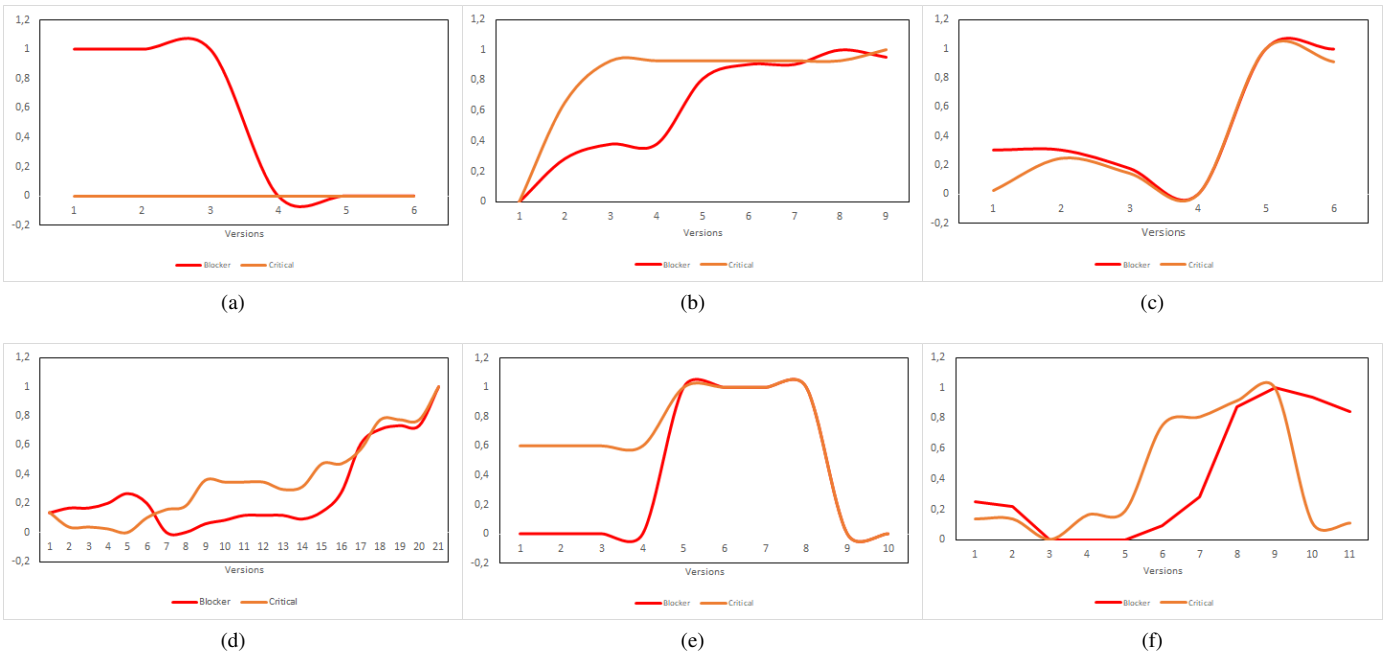 1,2
1
0,8
0,6
0,4
0,2
0
-0,2
1 2 3 4 5 6
Versions
Blocker Critical
(a)
1,2
1
0,8
0,6
0,4
0,2
0
1 2 3 4 5 6 7 8 9
Versions
Blocker Critical
(b)
1,2
1
0,8
0,6
0,4
0,2
0
-0,2
1 2 3 4 5 6
Versions
Blocker Critical
(c)
1,2
1
0,8
0,6
0,4
0,2
0
-0,2
1 2 3 4 5 6 7 8 9 10 11 12 13 14 15 16 17 18 19 20 21
Versions
Blocker Critical
(d)
1,2
1
0,8
0,6
0,4
0,2
0
-0,2
1 2 3 4 5 6 7 8 9 10
Versions
Blocker Critical
(e)
1,2
1
0,8
0,6
0,4
0,2
0
1 2 3 4 5 6 7 8 9 10 11
Versions
Blocker Critical
(f)